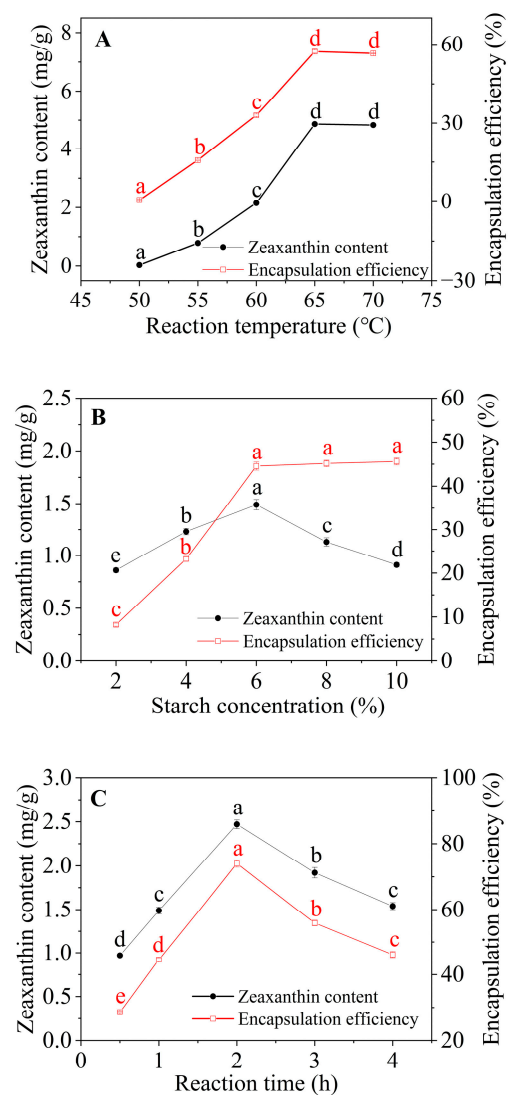 A
Zeaxanthin content (mg/g)
Encapsulation efficiency (%)
8
6
4
2
0
60
30
0
−30
a
b
c
d
d
a
b
c
d
d
Zeaxanthin content
Encapsulation efficiency
45
50
55
60
65
70
75
Reaction temperature (℃)
B
Zeaxanthin content (mg/g)
Encapsulation efficiency (%)
2.5
2.0
1.5
1.0
0.5
0.0
60
50
40
30
20
10
0
a
a
a
b
c
e
b
a
c
d
Zeaxanthin content
Encapsulation efficiency
2
4
6
8
10
Starch concentration (%)
C
Zeaxanthin content (mg/g)
Encapsulation efficiency (%)
3.0
2.5
2.0
1.5
1.0
0.5
0.0
100
80
60
40
20
d
c
a
b
c
e
d
a
b
c
Zeaxanthin content
Encapsulation efficiency
0
1
2
3
4
Reaction time (h)